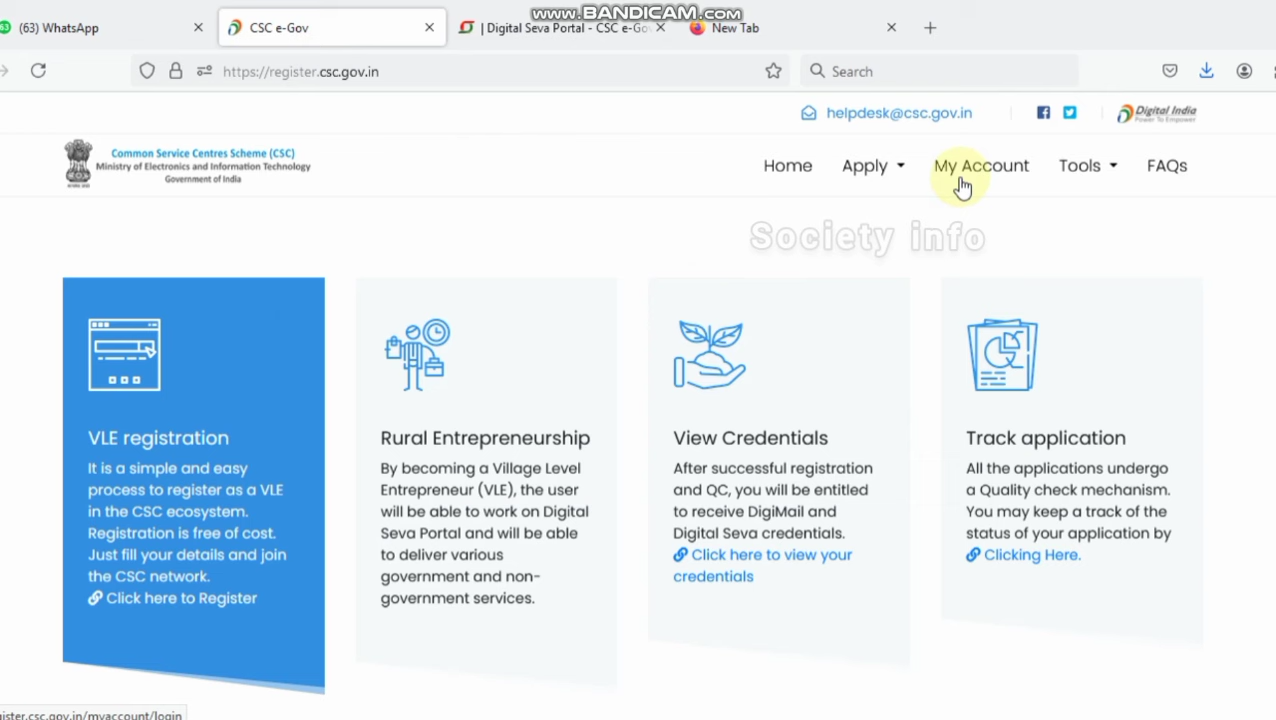 www.BANDICAM.com
(63) WhatsApp
CSC e-Gov
| Digital Seva Portal - CSC e-Go
New Tab
https://register.csc.gov.in
Search
helpdesk@csc.gov.in
Digital India
Power To Empower
Common Service Centres Scheme (CSC)
Ministry of Electronics and Information Technology
Government of India
Home
Apply
My Account
Tools
FAQs
Society info
VLE registration
It is a simple and easy
process to register as a VLE
in the CSC ecosystem.
Registration is free of cost.
Just fill your details and join
the CSC network.
Click here to Register
Rural Entrepreneurship
By becoming a Village Level
Entrepreneur (VLE), the user
will be able to work on Digital
Seva Portal and will be able
to deliver various
government and non-
government services.
View Credentials
After successful registration
and QC, you will be entitled
to receive DigiMail and
Digital Seva credentials.
Click here to view your
credentials
Track application
All the applications undergo
a Quality check mechanism.
You may keep a track of the
status of your application by
Clicking Here.
gister.csc.gov.in/myaccount/login